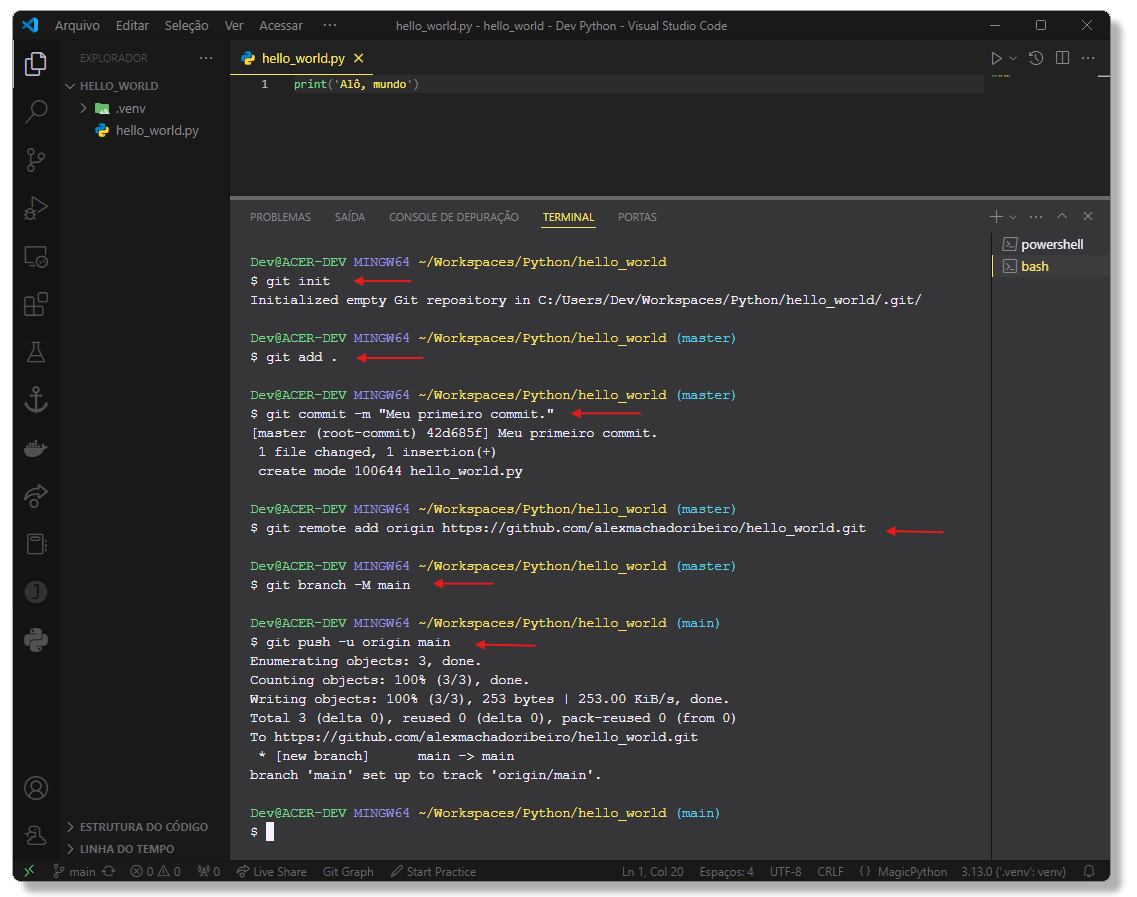 Arquivo Editar Seleção Ver Acessar ··· hello_world.py - hello_world - Dev Python - Visual Studio Code
EXPLORADOR ···
HELLO_WORLD
.venv
hello_world.py
hello_world.py
1 print('Alô, mundo')
PROBLEMAS SAÍDA CONSOLE DE DEPURAÇÃO TERMINAL PORTAS
powershell
bash
Dev@ACER-DEV MINGW64 ~/Workspaces/Python/hello_world
$ git init
Initialized empty Git repository in C:/Users/Dev/Workspaces/Python/hello_world/.git/
Dev@ACER-DEV MINGW64 ~/Workspaces/Python/hello_world (master)
$ git add .
Dev@ACER-DEV MINGW64 ~/Workspaces/Python/hello_world (master)
$ git commit -m "Meu primeiro commit."
[master (root-commit) 42d685f] Meu primeiro commit.
1 file changed, 1 insertion(+)
create mode 100644 hello_world.py
Dev@ACER-DEV MINGW64 ~/Workspaces/Python/hello_world (master)
$ git remote add origin https://github.com/alexmachadoribeiro/hello_world.git
Dev@ACER-DEV MINGW64 ~/Workspaces/Python/hello_world (master)
$ git branch -M main
Dev@ACER-DEV MINGW64 ~/Workspaces/Python/hello_world (main)
$ git push -u origin main
Enumerating objects: 3, done.
Counting objects: 100% (3/3), done.
Writing objects: 100% (3/3), 253 bytes | 253.00 KiB/s, done.
Total 3 (delta 0), reused 0 (delta 0), pack-reused 0 (from 0)
To https://github.com/alexmachadoribeiro/hello_world.git
* [new branch] main -> main
branch 'main' set up to track 'origin/main'.
Dev@ACER-DEV MINGW64 ~/Workspaces/Python/hello_world (main)
$
ESTRUTURA DO CÓDIGO
LINHA DO TEMPO
main 0 0 0 Live Share Git Graph Start Practice Ln 1, Col 20 Espaços: 4 UTF-8 CRLF {} MagicPython 3.13.0 ('.venv': venv)